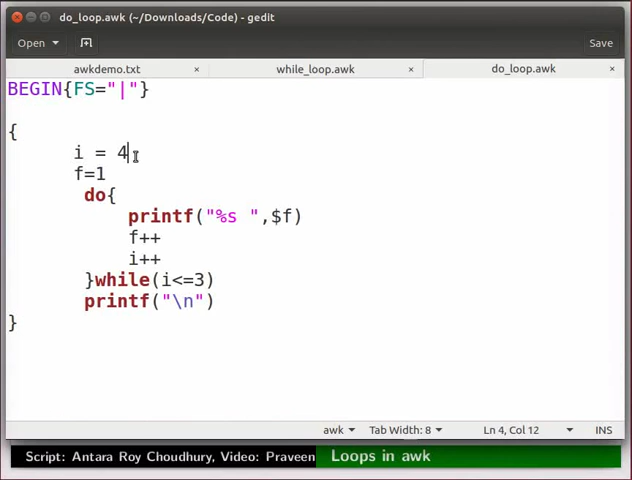 do_loop.awk (~/Downloads/Code) - gedit
Open Save
awkdemo.txt × while_loop.awk × do_loop.awk ×
BEGIN{FS="|"}
{
i = 4
f=1
do{
printf("%s ",$f)
f++
i++
}while(i<=3)
printf("\n")
}
awk Tab Width: 8 Ln 4, Col 12 INS
Script: Antara Roy Choudhury, Video: Praveen Loops in awk